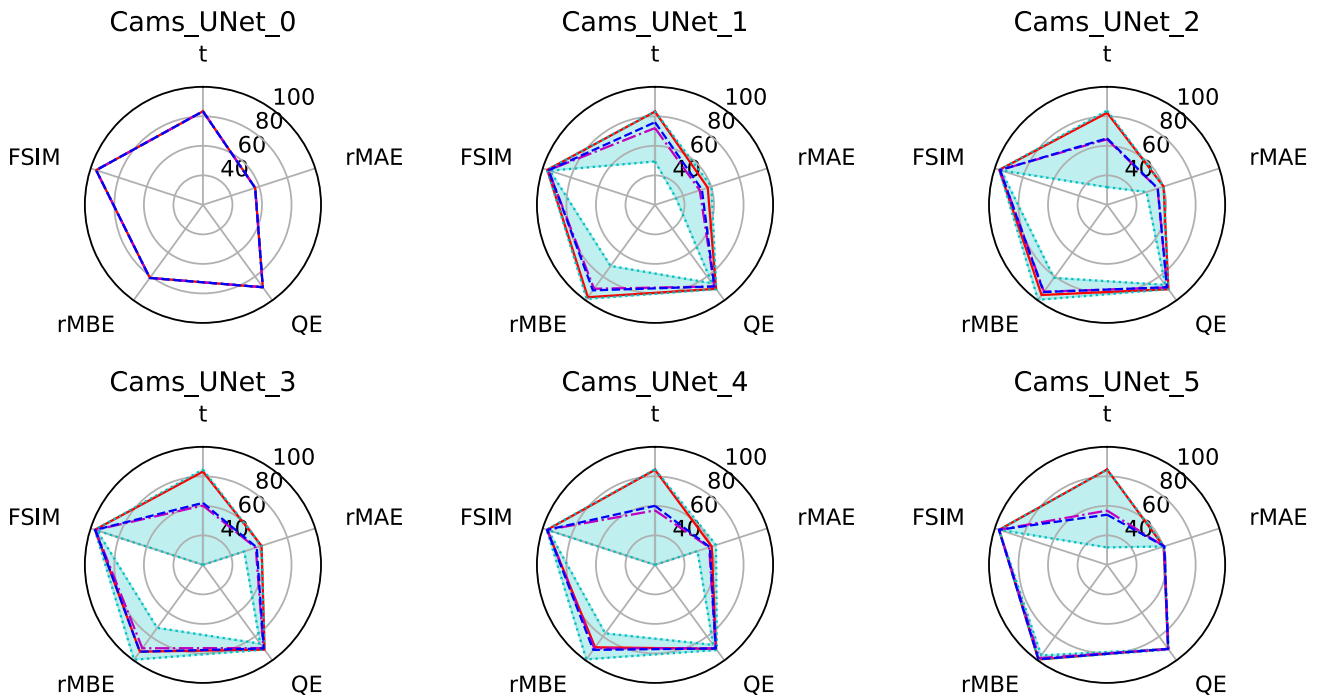 Cams_UNet_0
t
100
80
60
40
FSIM
rMAE
rMBE
QE
Cams_UNet_1
t
100
80
60
40
FSIM
rMAE
rMBE
QE
Cams_UNet_2
t
100
80
60
40
FSIM
rMAE
rMBE
QE
Cams_UNet_3
t
100
80
60
40
FSIM
rMAE
rMBE
QE
Cams_UNet_4
t
100
80
60
40
FSIM
rMAE
rMBE
QE
Cams_UNet_5
t
100
80
60
40
FSIM
rMAE
rMBE
QE